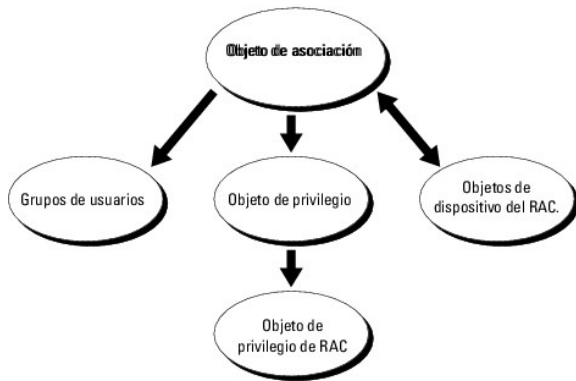 Objeto de asociación
Grupos de usuarios
Objeto de privilegio
Objetos de
dispositivo del RAC.
Objeto de
privilegio de RAC